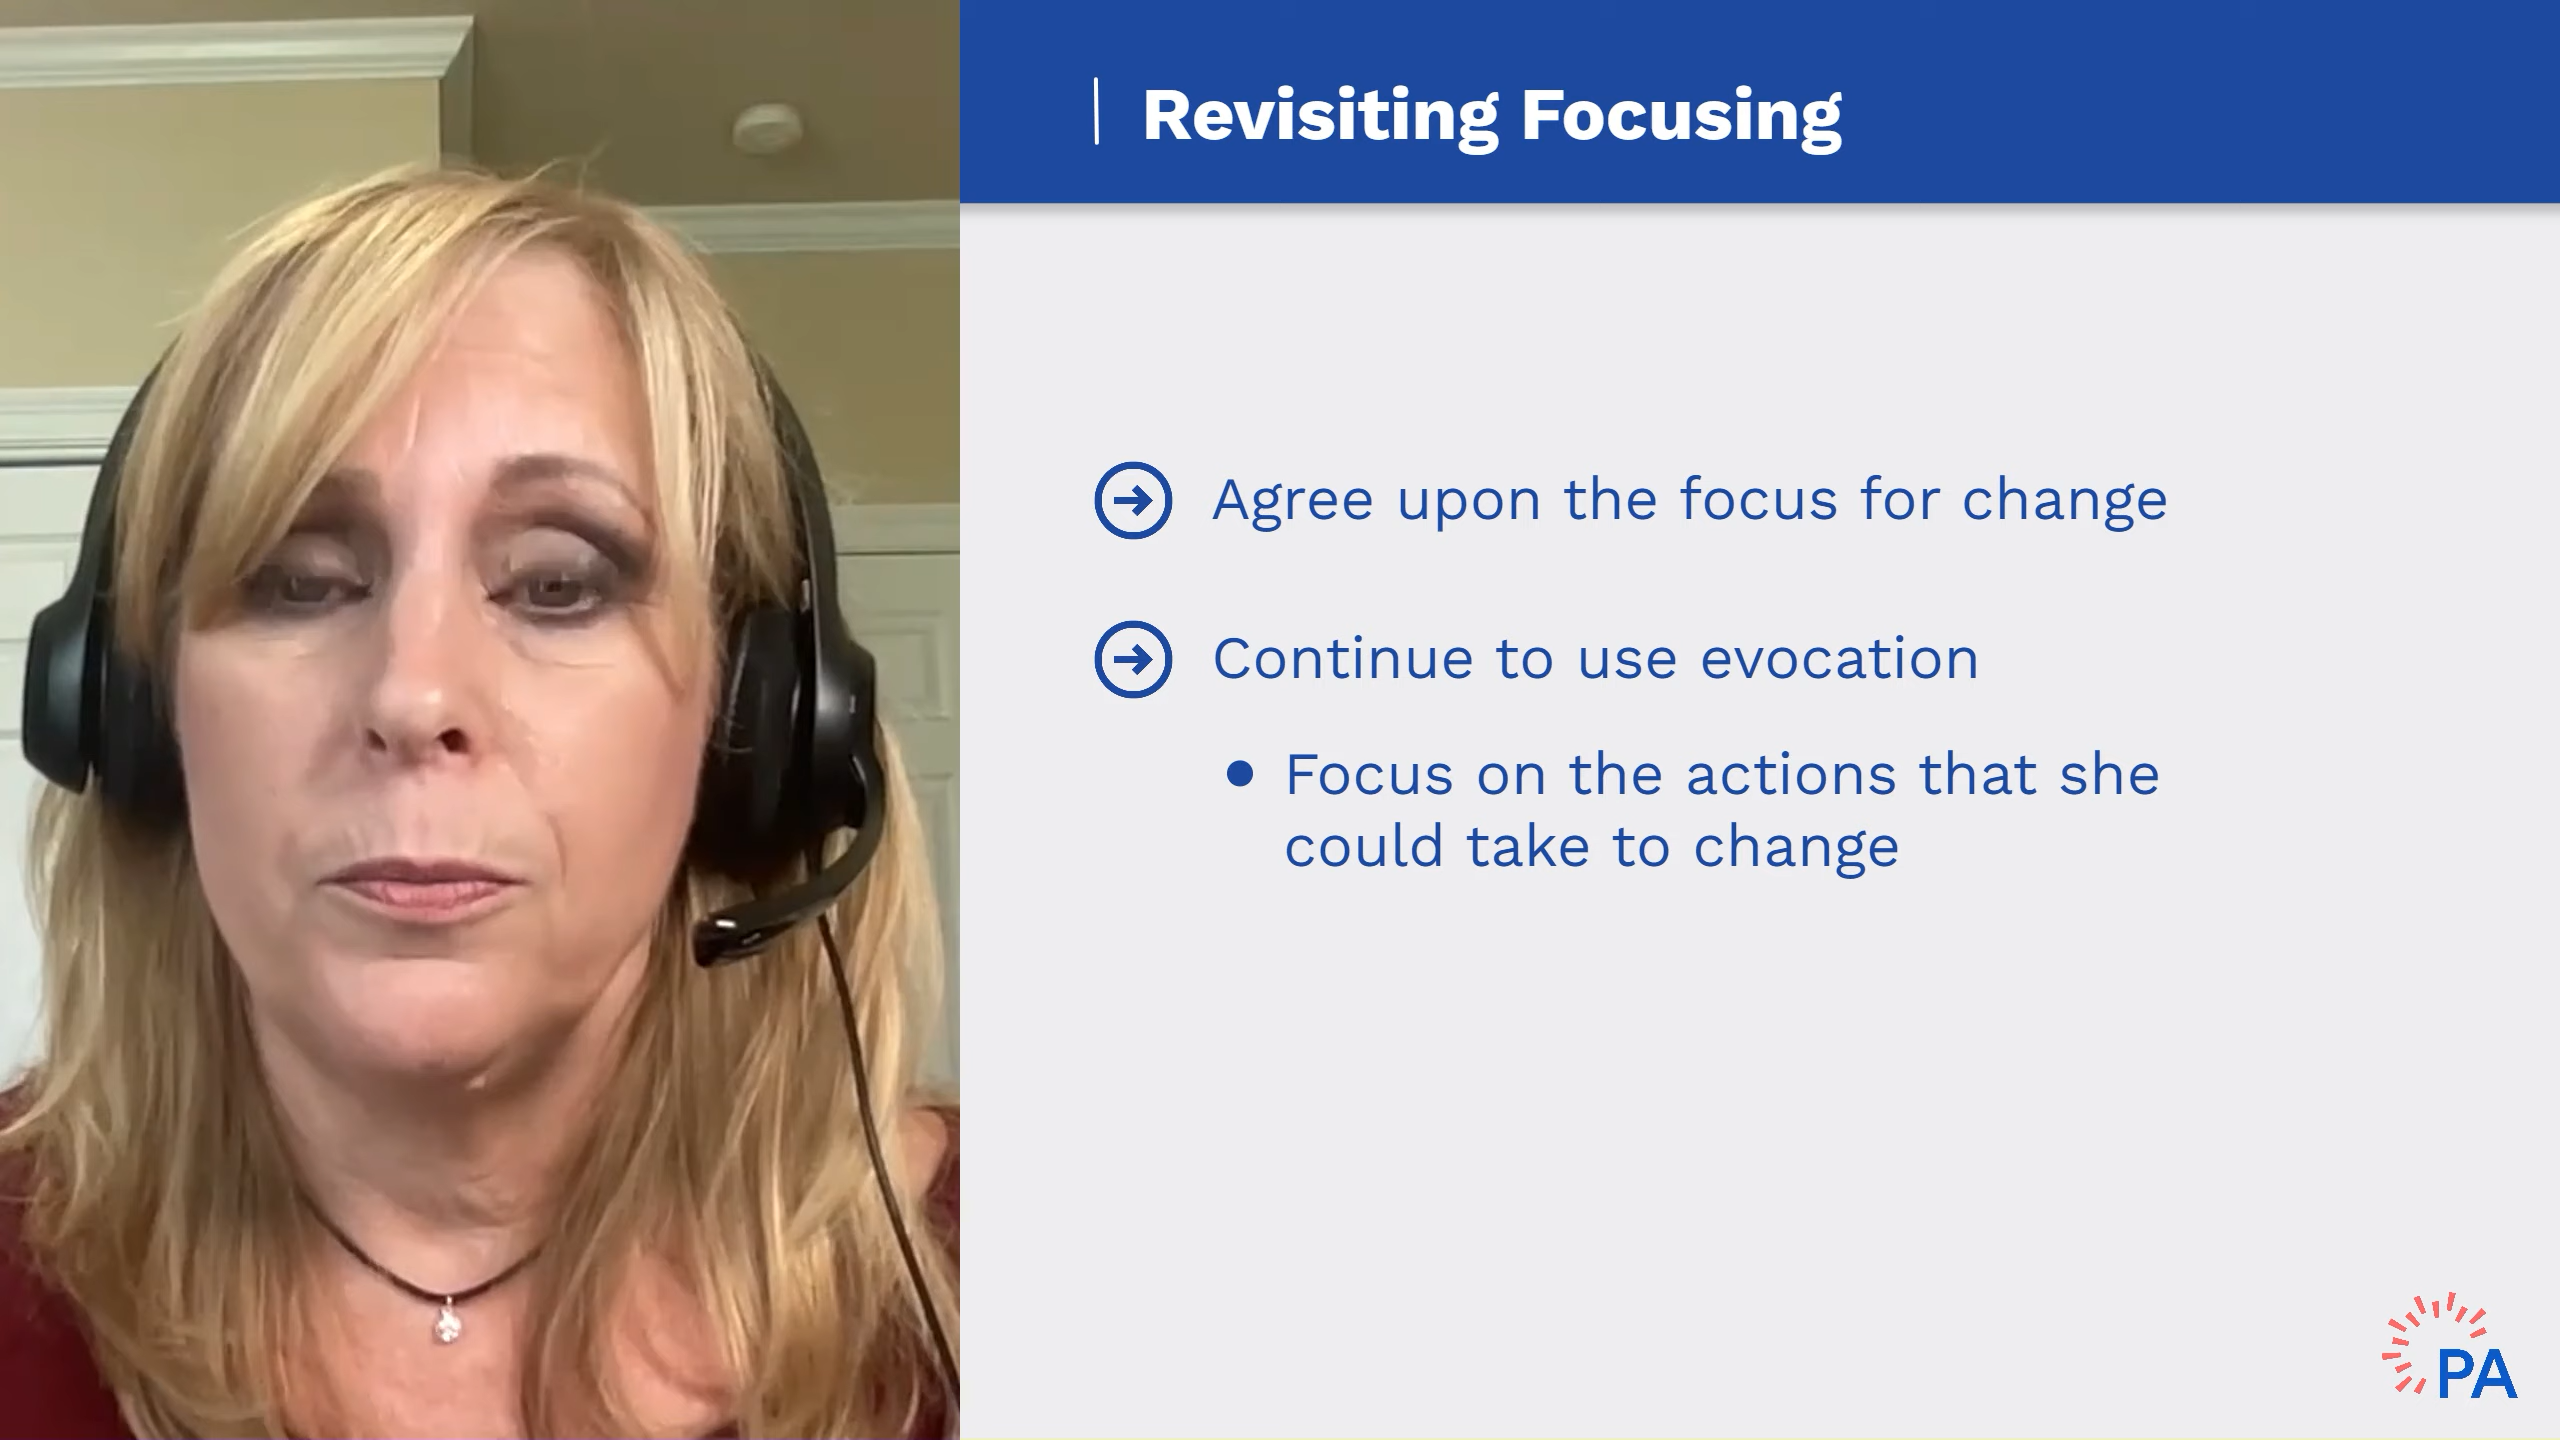 Revisiting Focusing
Agree upon the focus for change
Continue to use evocation
Focus on the actions that she
could take to change
PA